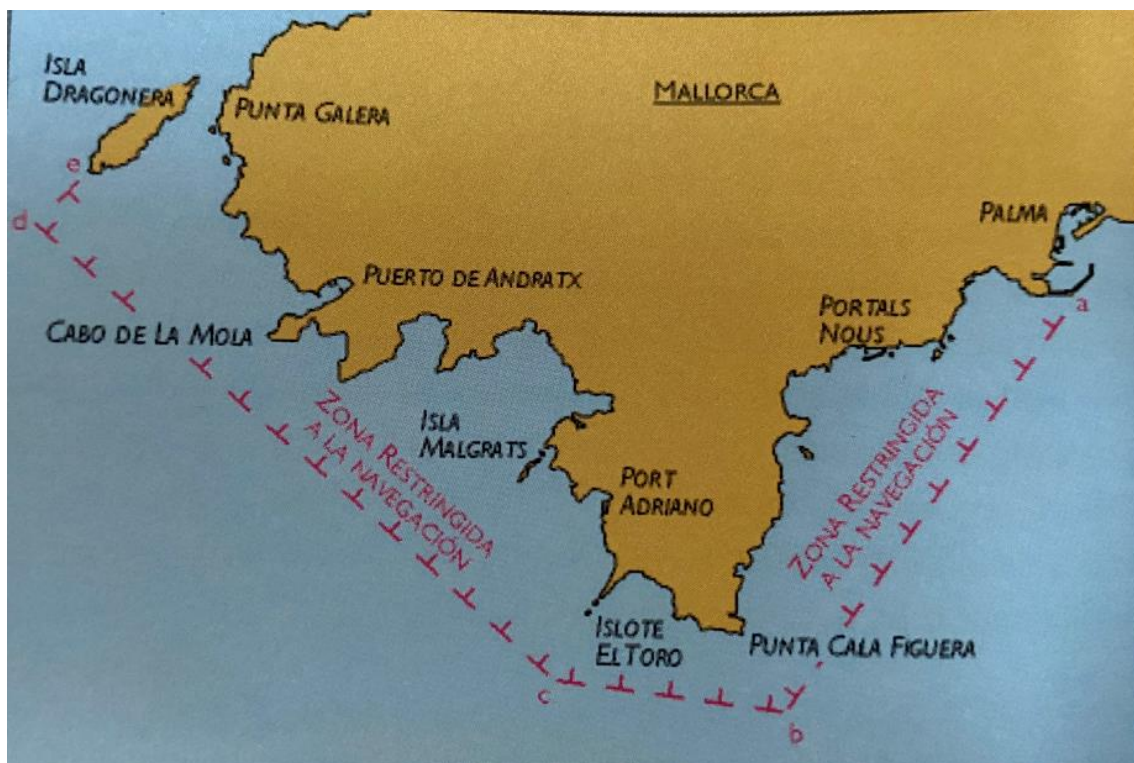 ISLA
DRAGONERA
PUNTA GALERA
MALLORCA
e
d
PALMA
PUERTO DE ANDRATX
a
CABO DE LA MOLA
PORTALS
NOUS
ZONA RESTRINGIDA
A LA NAVEGACIÓN
ISLA
MALGRATS
PORT
ADRIANO
ZONA RESTRINGIDA
A LA NAVEGACIÓN
ISLOTE
EL TORO
PUNTA CALA FIGUERA
c
b